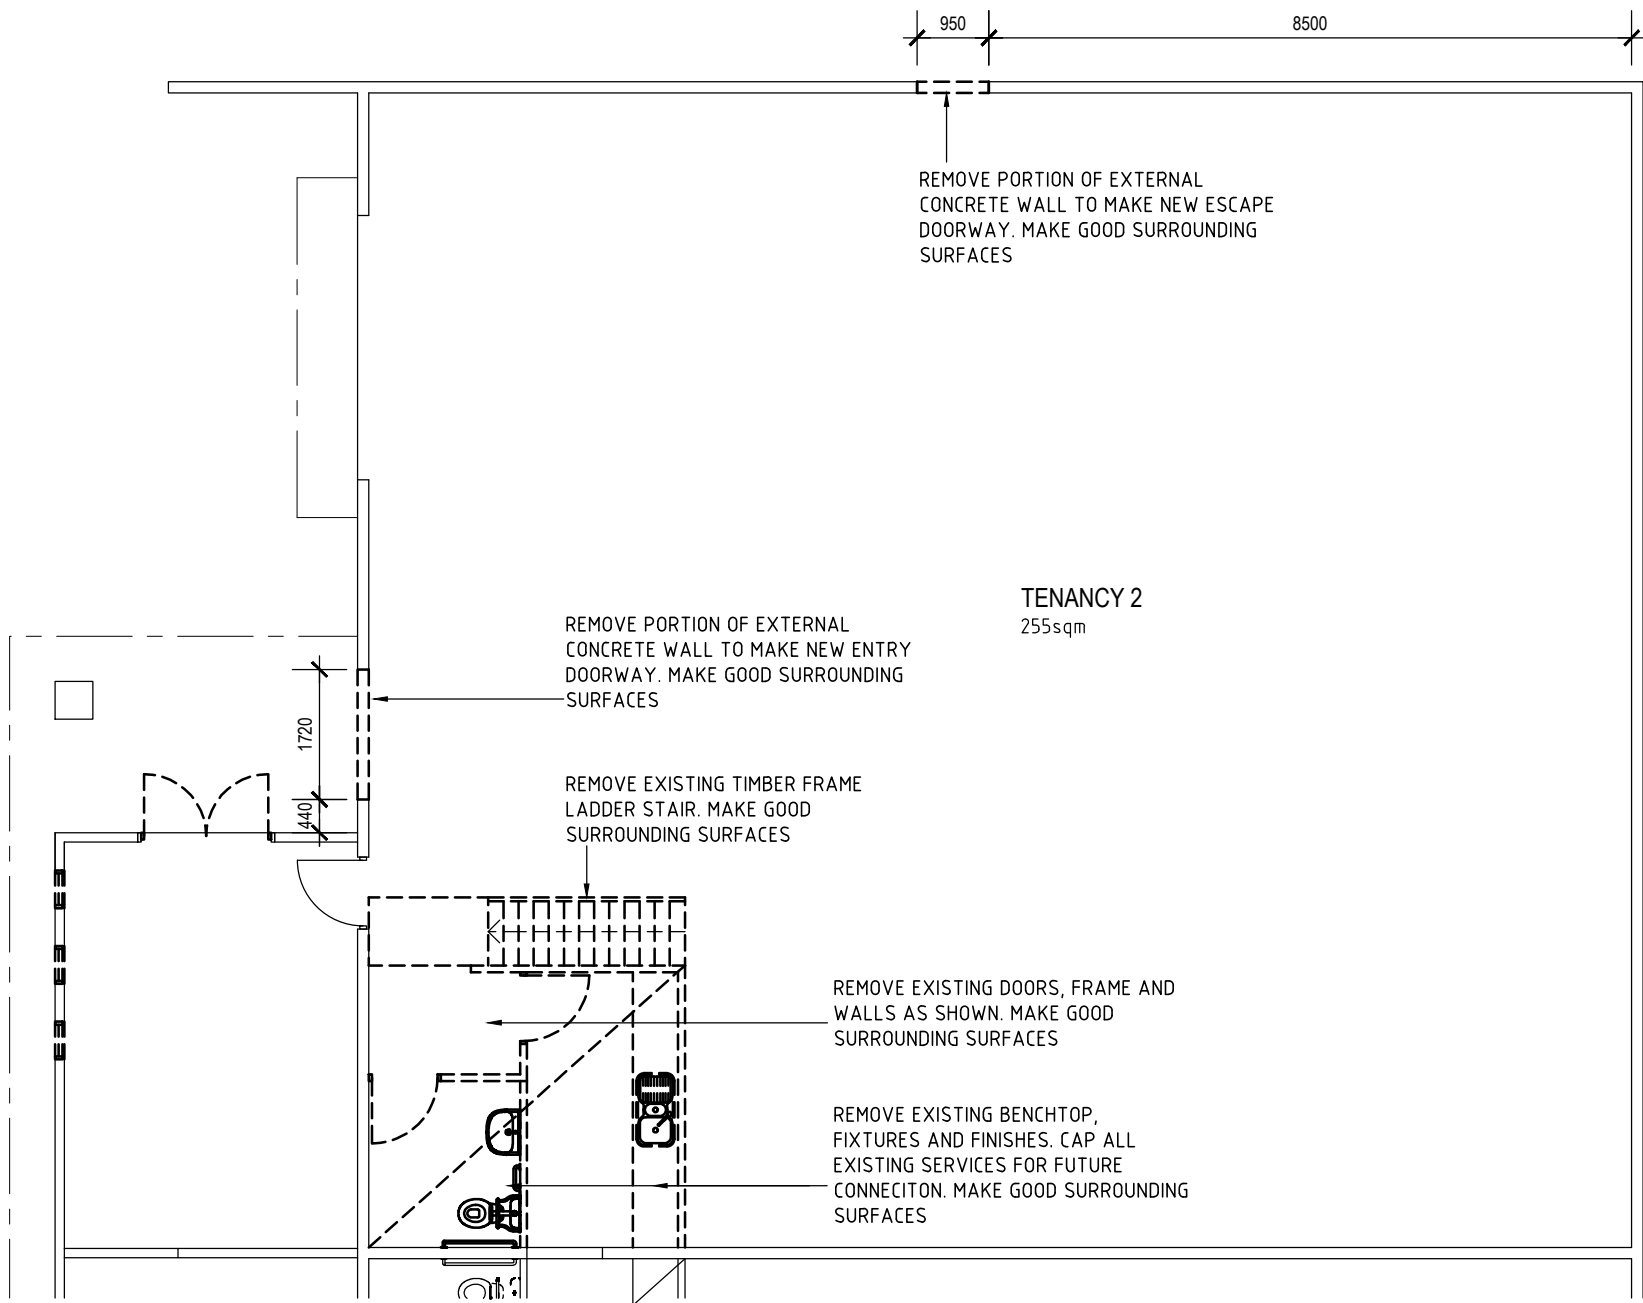 950
8500
REMOVE PORTION OF EXTERNAL
CONCRETE WALL TO MAKE NEW ESCAPE
DOORWAY. MAKE GOOD SURROUNDING
SURFACES
TENANCY 2
255sqm
REMOVE PORTION OF EXTERNAL
CONCRETE WALL TO MAKE NEW ENTRY
DOORWAY. MAKE GOOD SURROUNDING
SURFACES
1720
440
REMOVE EXISTING TIMBER FRAME
LADDER STAIR. MAKE GOOD
SURROUNDING SURFACES
REMOVE EXISTING DOORS, FRAME AND
WALLS AS SHOWN. MAKE GOOD
SURROUNDING SURFACES
REMOVE EXISTING BENCHTOP,
FIXTURES AND FINISHES. CAP ALL
EXISTING SERVICES FOR FUTURE
CONNECITON. MAKE GOOD SURROUNDING
SURFACES